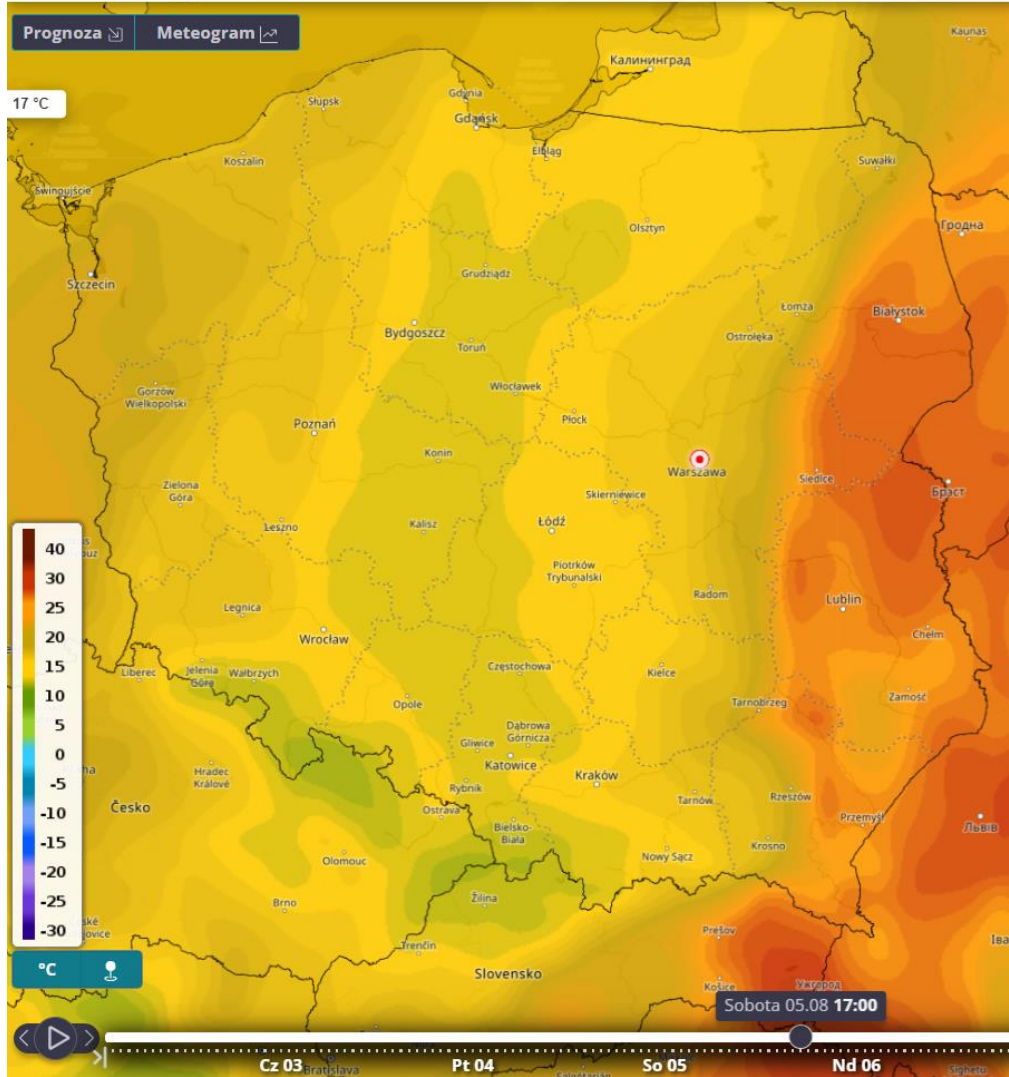 Prognoza
Meteogram
Kaunas
Калининград
17 °C
Gdynia
Słupsk
Gdańsk
Elbląg
Koszalin
Suwałki
Świnoujście
Olsztyn
Гродна
Grudziądz
Szczecin
Łomża
Białystok
Bydgoszcz
Ostrołęka
Toruń
Włocławek
Gorzów
Wielkopolski
Płock
Poznań
Konin
Warszawa
Siedlce
Zielona
Góra
Skierniewice
Брэст
Leszno
Kalisz
Łódź
40
30
25
20
15
10
5
0
-5
-10
-15
-20
-25
-30
Piotrków
Trybunalski
Radom
Lublin
Legnica
Wrocław
Chełm
Liberec
Jelenia
Góra
Wałbrzych
Częstochowa
Kielce
Opole
Tarnobrzeg
Zamość
Dąbrowa
Górnicza
Gliwice
Katowice
Hradec
Králové
Kraków
Rybnik
Tarnów
Rzeszów
Česko
Ostrava
Przemyśl
Львів
Bielsko-
Biała
Krosno
Olomouc
Nowy Sącz
Žilina
Brno
Prešov
Trenčín
°C
Slovensko
Košice
Ужгород
Sobota 05.08 17:00
Cz 03
Bratislava
Pt 04
So 05
Nd 06
Sighetu